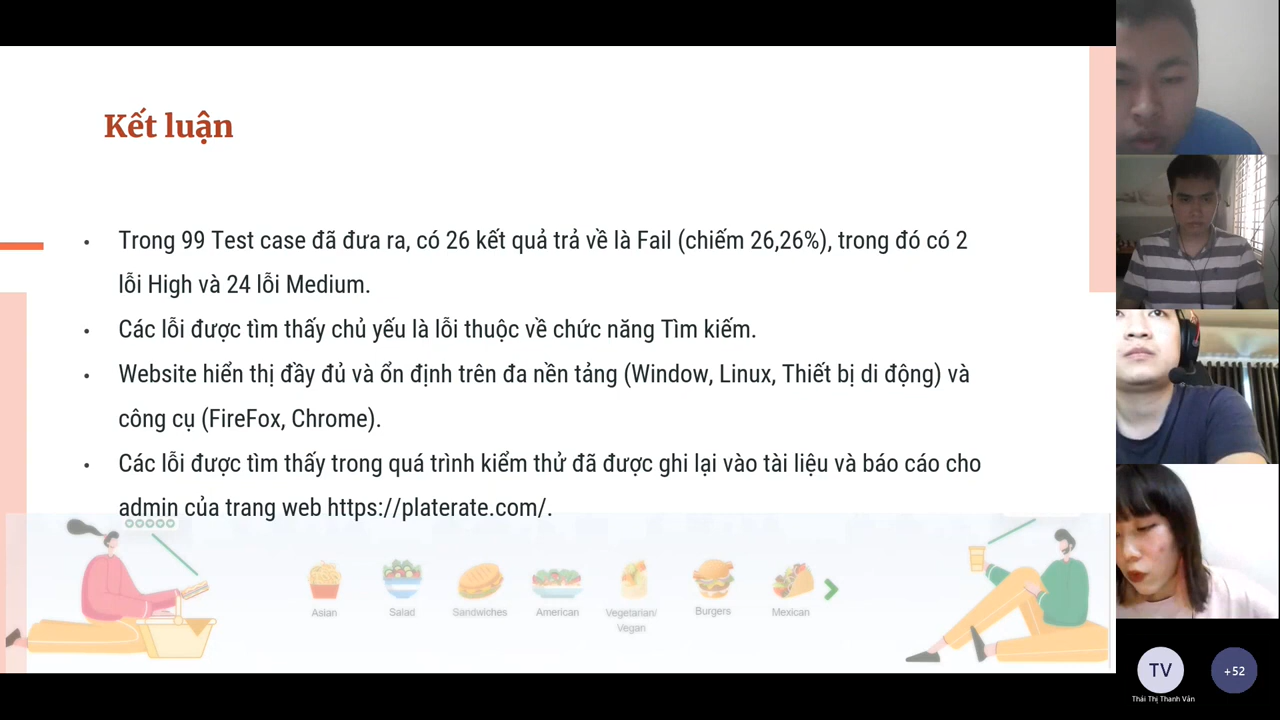 Kết luận
Trong 99 Test case đã đưa ra, có 26 kết quả trả về là Fail (chiếm 26,26%), trong đó có 2
lỗi High và 24 lỗi Medium.
Các lỗi được tìm thấy chủ yếu là lỗi thuộc về chức năng Tìm kiếm.
Website hiển thị đầy đủ và ổn định trên đa nền tảng (Window, Linux, Thiết bị di động) và
công cụ (FireFox, Chrome).
Các lỗi được tìm thấy trong quá trình kiểm thử đã được ghi lại vào tài liệu và báo cáo cho
admin của trang web https://platerate.com/.
Asian
Salad
Sandwiches
American
Vegetarian/
Vegan
Burgers
Mexican
TV
+52
Thái Thị Thanh Vân